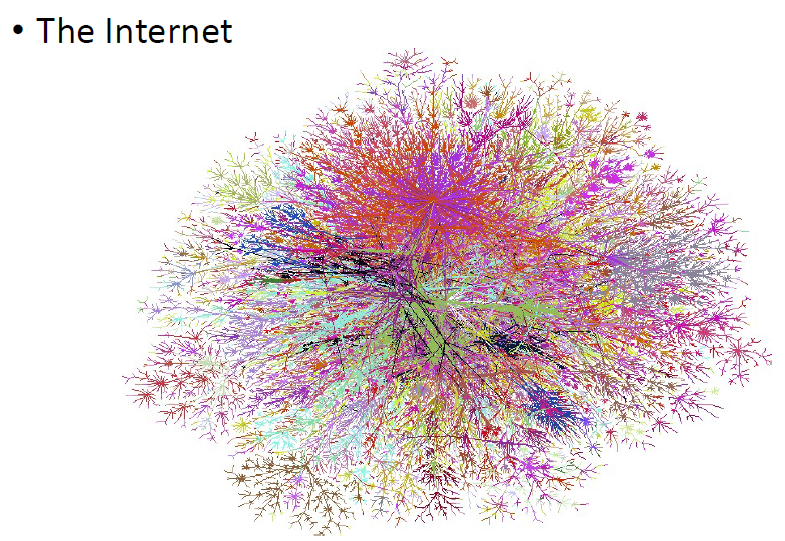 • The Internet